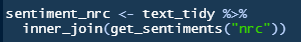 sentiment_nrc <- text_tidy %>%
inner_join(get_sentiments("nrc"))